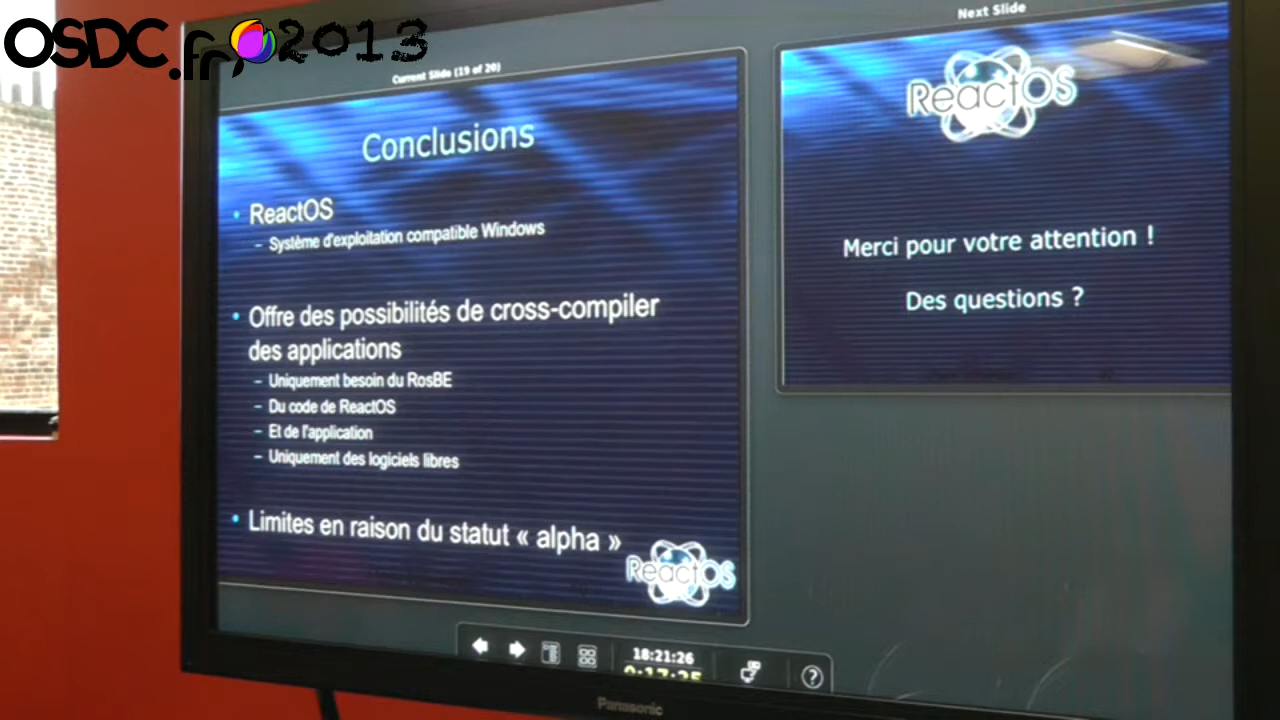 OSDC.fr 2013
Current Slide (19 of 20)
Conclusions
• ReactOS
– Système d'exploitation compatible Windows
• Offre des possibilités de cross-compiler
des applications
– Uniquement besoin du RosBE
– Du code de ReactOS
– Et de l'application
– Uniquement des logiciels libres
• Limites en raison du statut « alpha »
ReactOS
Next Slide
ReactOS
Merci pour votre attention !
Des questions ?
18:21:26
0:17:25
?
Panasonic